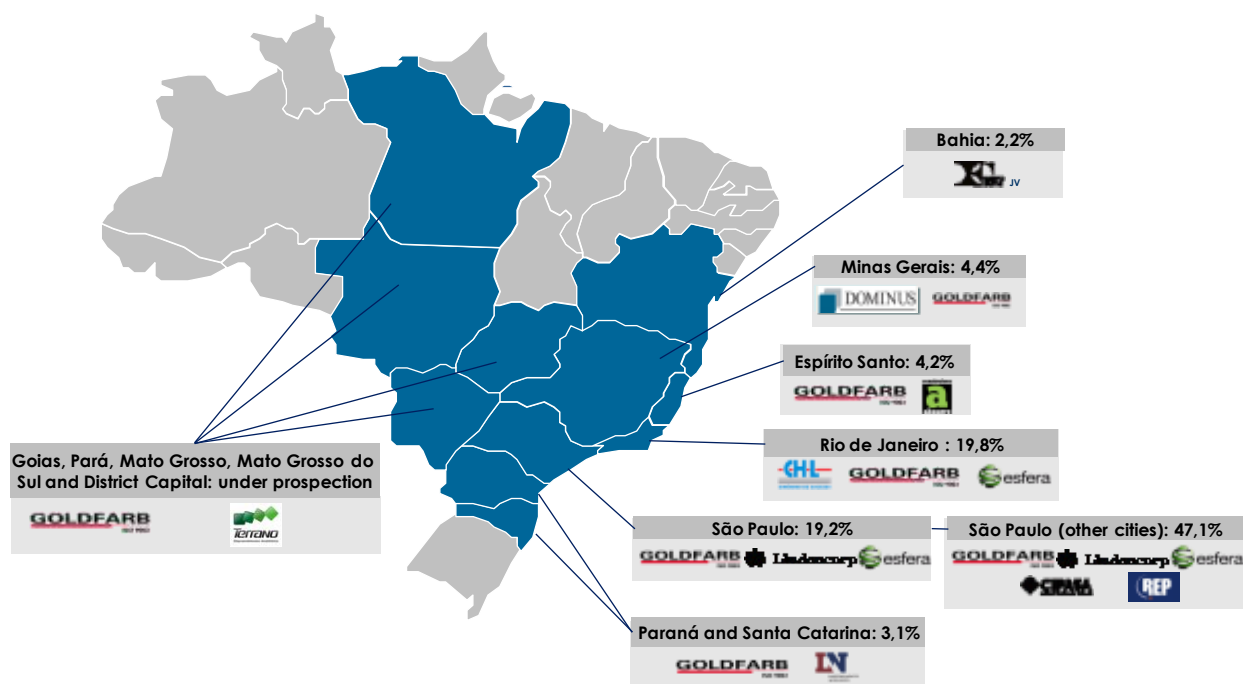 Bahia: 2,2%
JV
Minas Gerais: 4,4%
DOMINUS GOLDFARB
Espírito Santo: 4,2%
GOLDFARB a
Rio de Janeiro : 19,8%
CHL GOLDFARB esfera
Goias, Pará, Mato Grosso, Mato Grosso do
Sul and District Capital: under prospection
GOLDFARB Terrano
São Paulo: 19,2%
GOLDFARB Lindencorp esfera
São Paulo (other cities): 47,1%
GOLDFARB Lindencorp esfera
CIPASA REP
Paraná and Santa Catarina: 3,1%
GOLDFARB LN